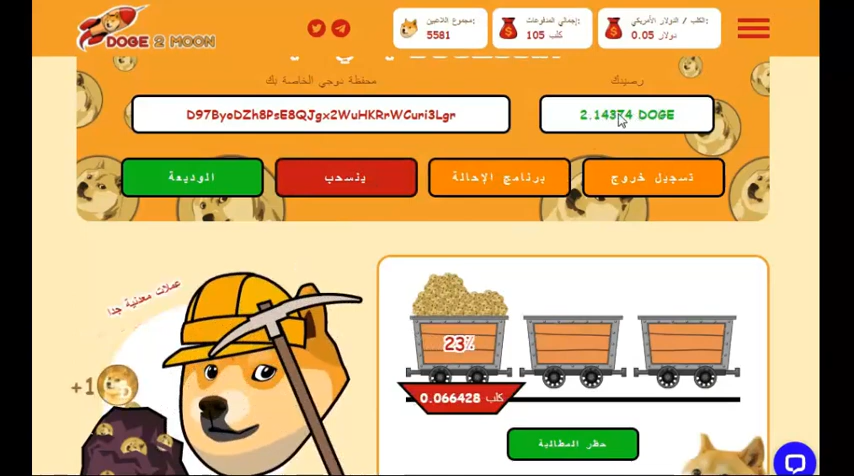 DOGE 2 MOON
مجموع اللاعبين:
5581
إجمالي المدفوعات:
105 كلب
الكلب / الدولار الأمريكي:
0.05 دولار
محفظة دوجي الخاصة بك
رصيدك
D97ByoDZh8PsE8QJgx2WuHKRrWCuri3Lgr
2.14374 DOGE
الوديعة
ينسحب
برنامج الإحالة
تسجيل خروج
عملات معدنية جدا
+1
23%
0.066428 كلب
حظر المطالبة